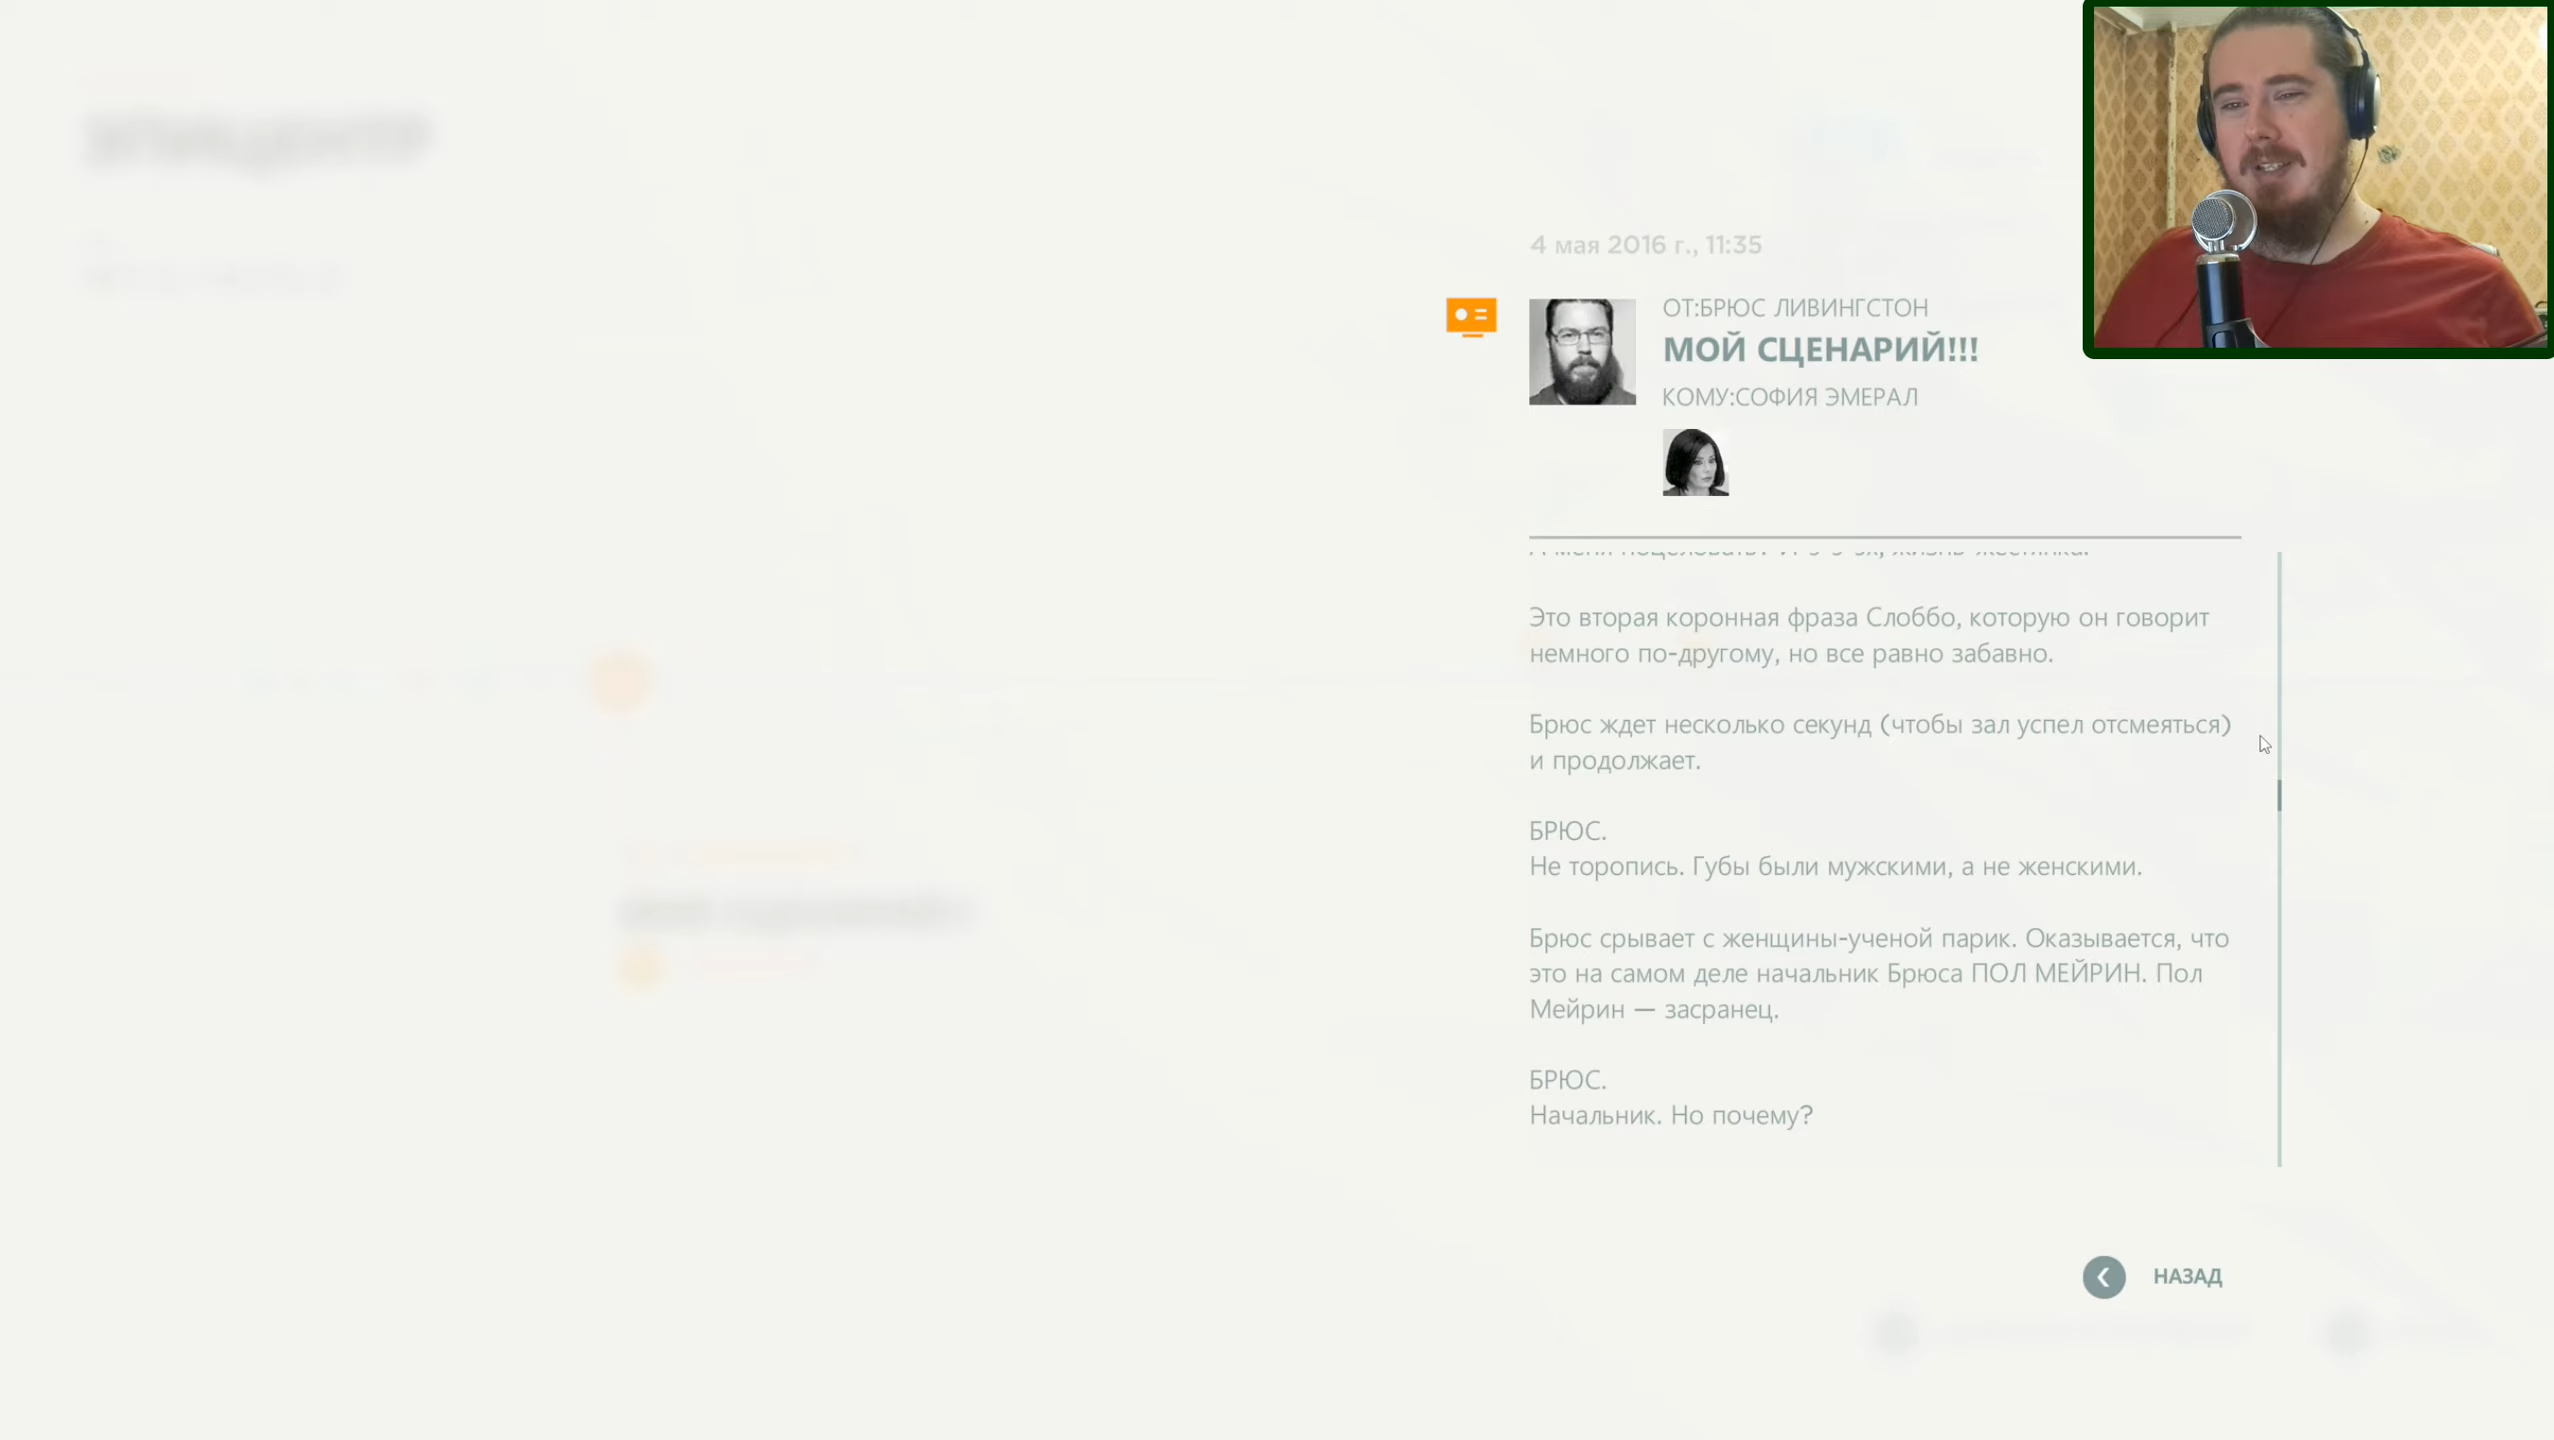 ЭПИЦЕНТР
4 мая 2016 г., 11:35
ОТ:БРЮС ЛИВИНГСТОН
МОЙ СЦЕНАРИЙ!!!
КОМУ:СОФИЯ ЭМЕРАЛ
Это вторая коронная фраза Слоббо, которую он говорит
немного по-другому, но все равно забавно.
Брюс ждет несколько секунд (чтобы зал успел отсмеяться)
и продолжает.
БРЮС.
Не торопись. Губы были мужскими, а не женскими.
Брюс срывает с женщины-ученой парик. Оказывается, что
это на самом деле начальник Брюса ПОЛ МЕЙРИН. Пол
Мейрин — засранец.
БРЮС.
Начальник. Но почему?
НАЗАД